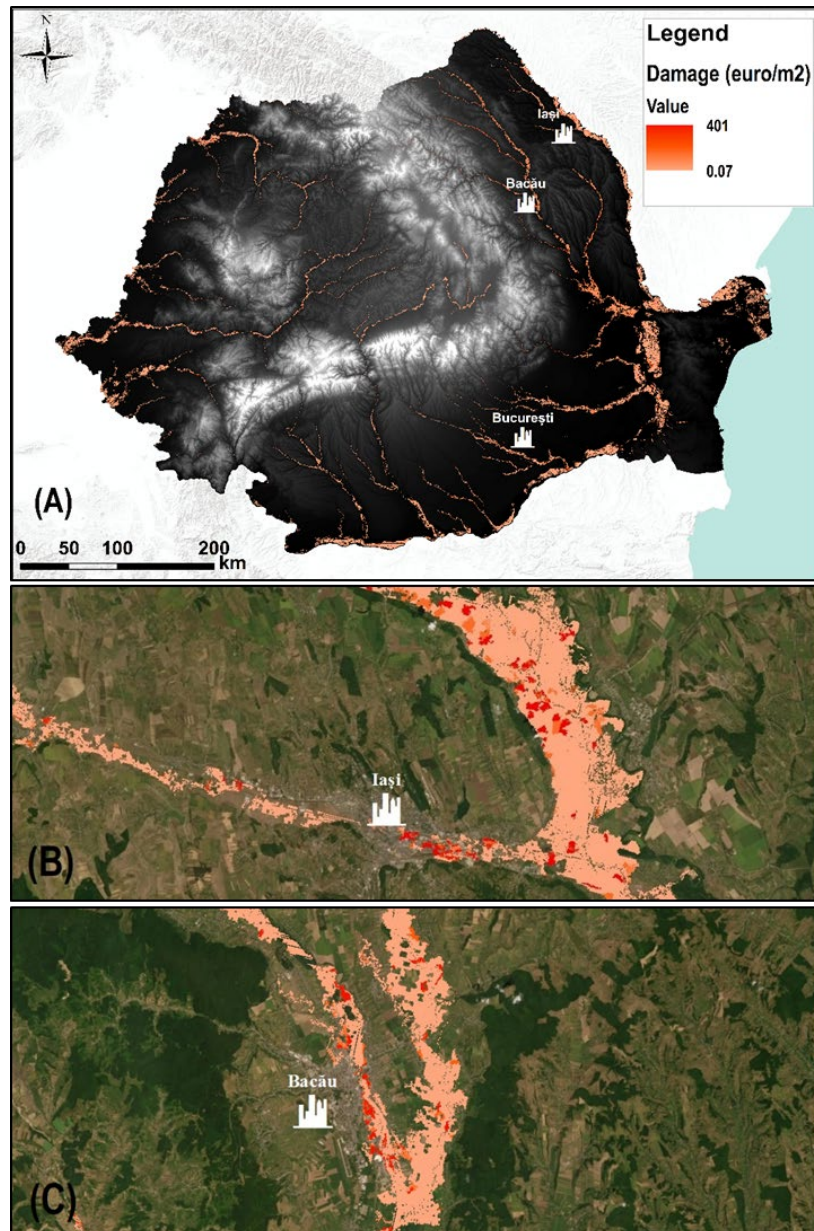 N
Legend
Damage (euro/m2)
Value
401
0.07
Iași
Bacău
București
(A)
0 50 100 200
km
Iași
(B)
Bacău
(C)